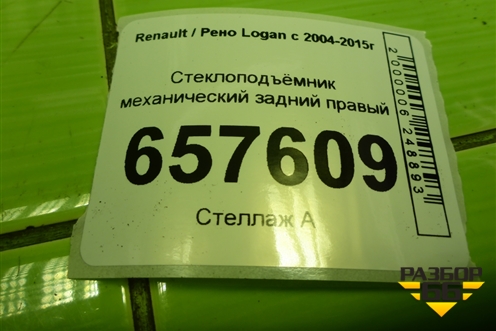 Renault / Рено Logan с 2004-2015г
Стеклоподъёмник
механический задний правый
657609
Стеллаж А
2000006248893
РАЗБОР